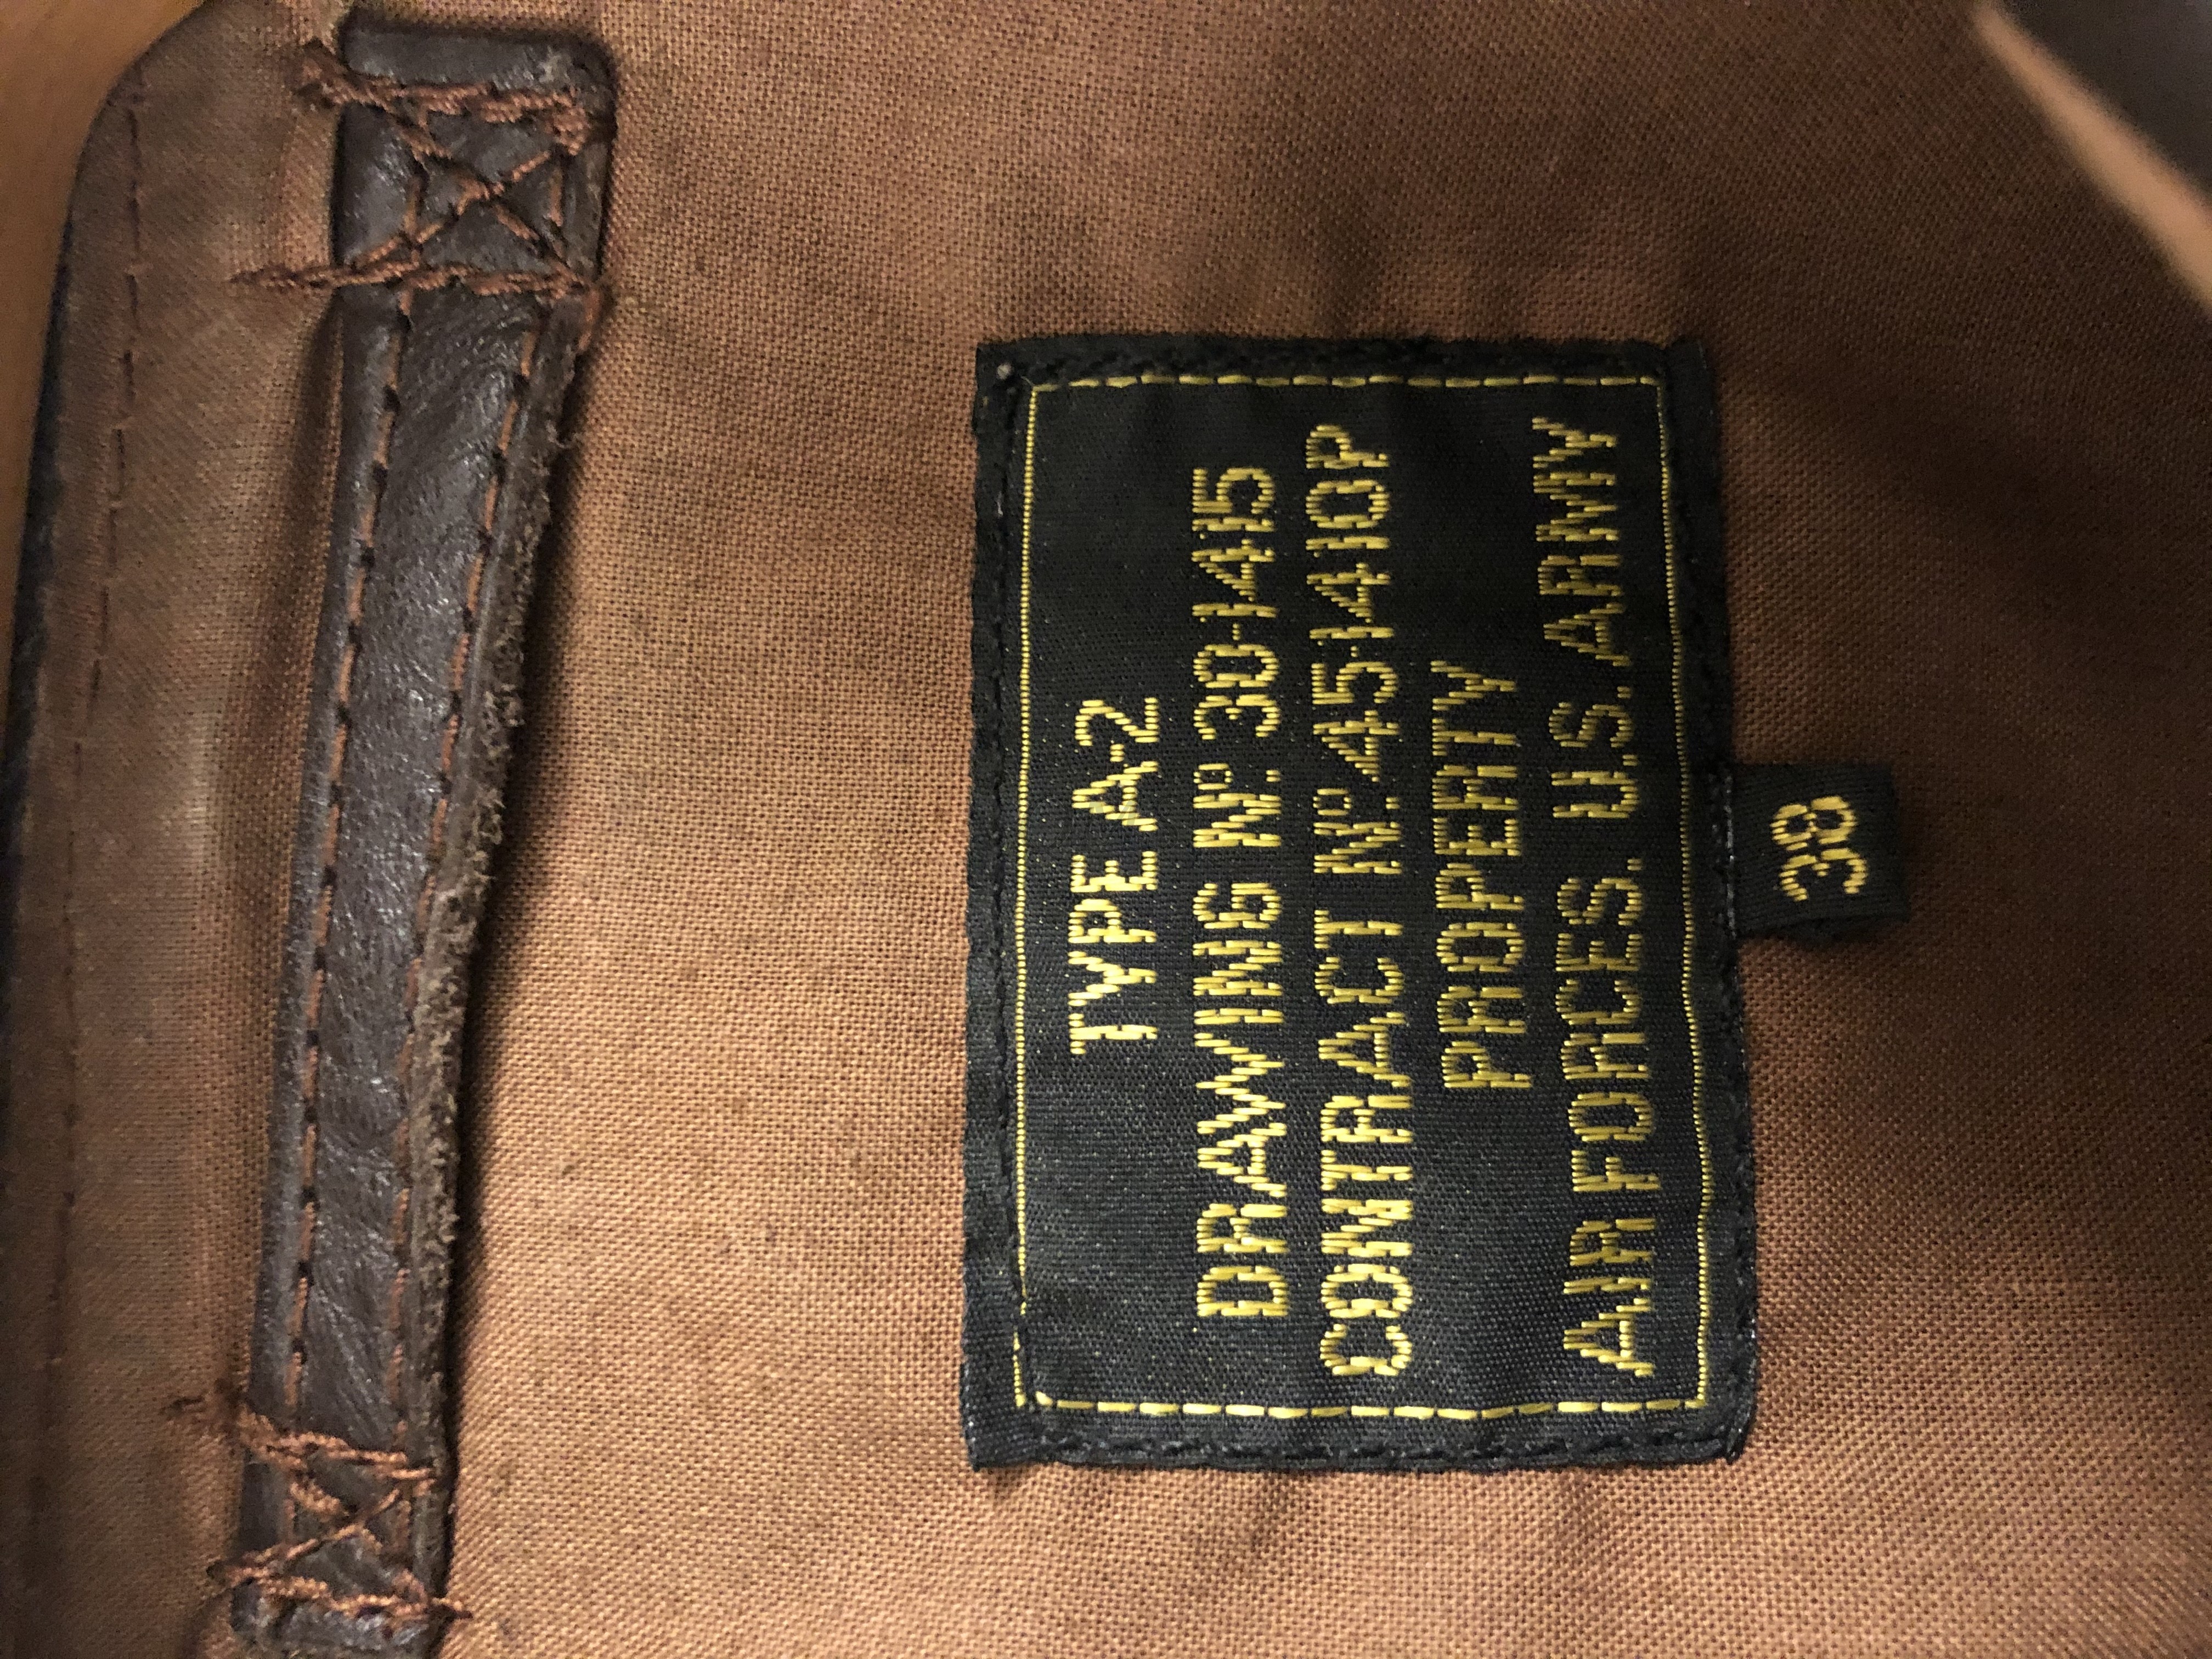 TYPE A-2
DRAWING Nº. 30-1415
CONTRACT Nº. 45-1410P
PROPERTY
AIR FORCES. U.S. ARMY
38